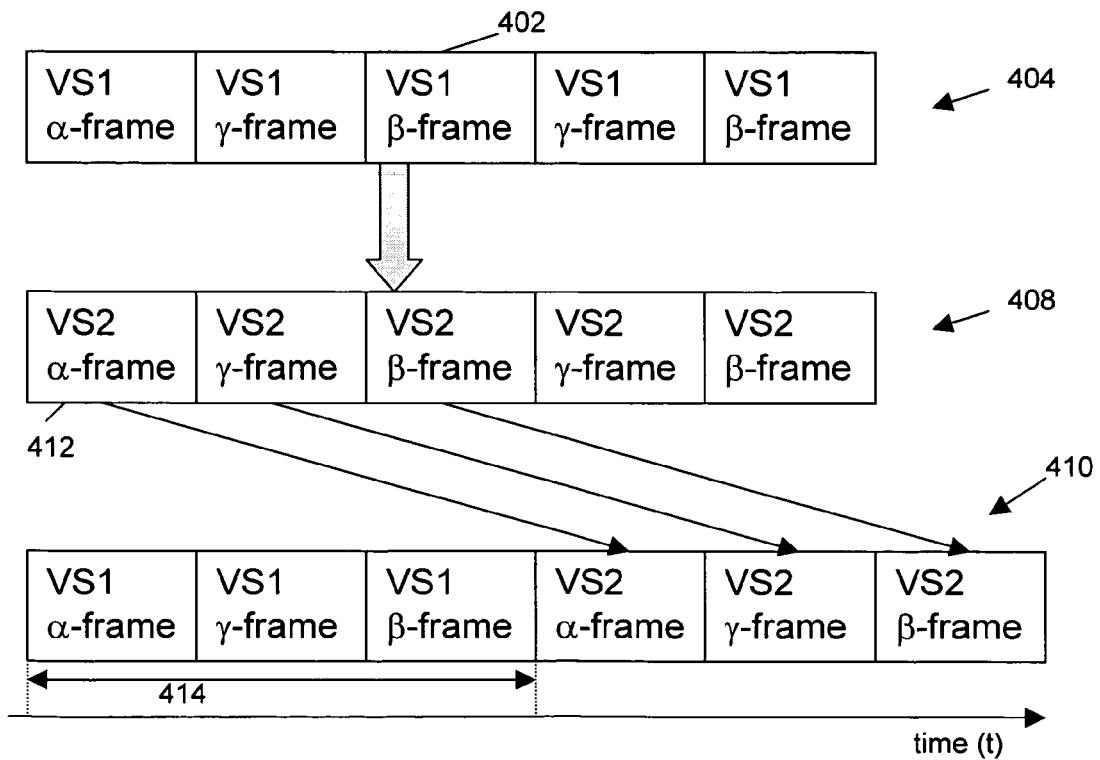 402
VS1 VS1 VS1 VS1 VS1
α-frame γ-frame β-frame γ-frame β-frame
404
VS2 VS2 VS2 VS2 VS2
α-frame γ-frame β-frame γ-frame β-frame
408
412
410
VS1 VS1 VS1 VS2 VS2 VS2
α-frame γ-frame β-frame α-frame γ-frame β-frame
414
time (t)